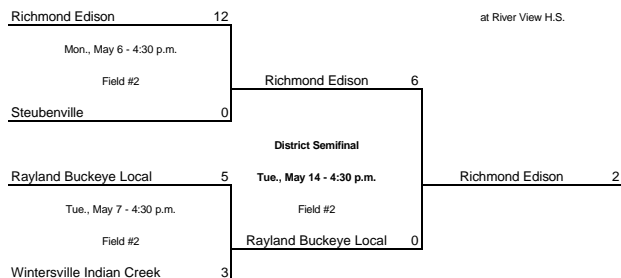 Richmond Edison 12
at River View H.S.
Mon., May 6 - 4:30 p.m.
Field #2
Richmond Edison 6
Steubenville 0
District Semifinal
Rayland Buckeye Local 5
Tue., May 14 - 4:30 p.m.
Richmond Edison 2
Tue., May 7 - 4:30 p.m.
Field #2
Field #2
Rayland Buckeye Local 0
Wintersville Indian Creek 3